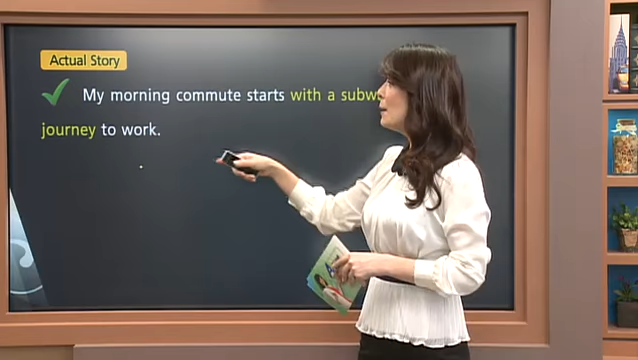 Actual Story
My morning commute starts with a
journey to work.